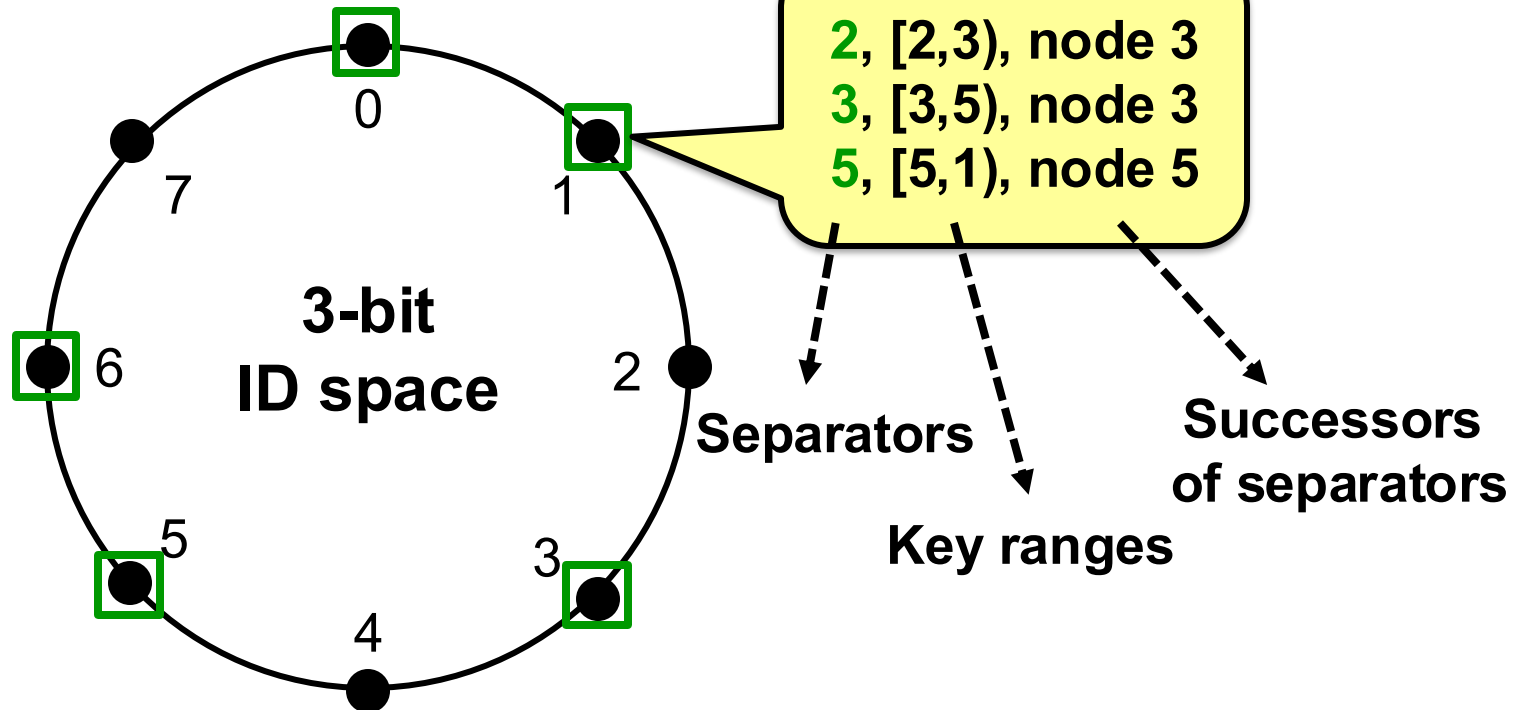 2, [2,3), node 3
3, [3,5), node 3
5, [5,1), node 5
0
1
7
2
6
3-bit
ID space
5
3
4
Separators
Key ranges
Successors
of separators